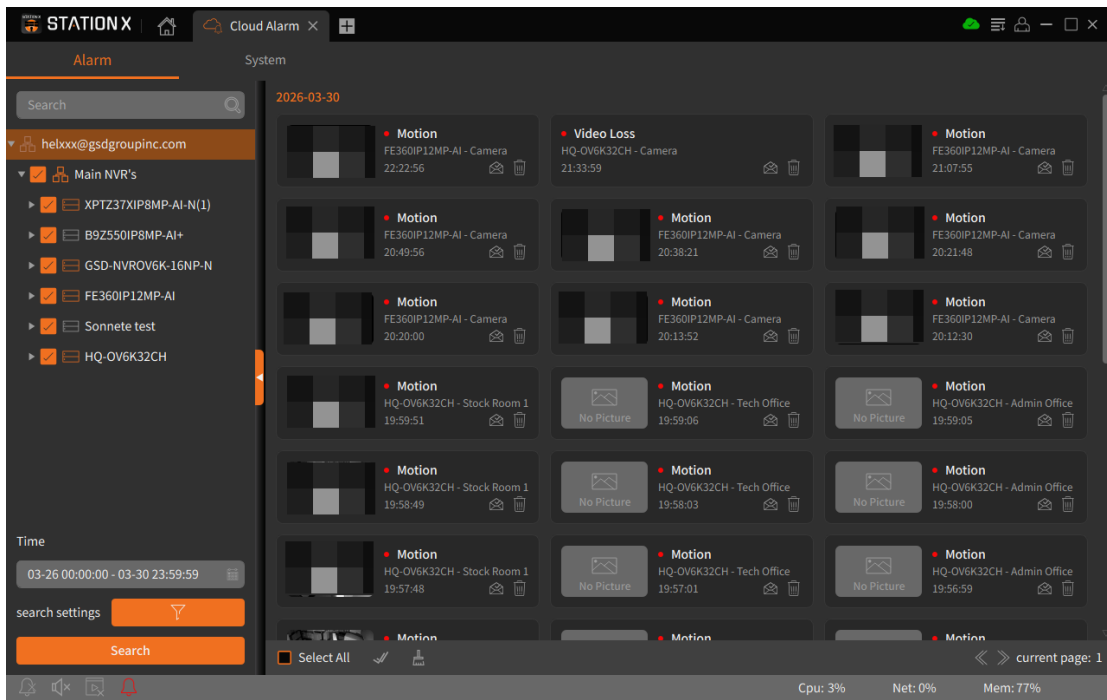 STATION X
Cloud Alarm
Alarm
System
Search
helxxx@gsdgroupinc.com
Main NVR's
XPTZ37XIP8MP-AI-N(1)
B9Z550IP8MP-AI+
GSD-NVROV6K-16NP-N
FE360IP12MP-AI
Sonnete test
HQ-OV6K32CH
Time
03-26 00:00:00 - 03-30 23:59:59
search settings
Search
2026-03-30
Motion
FE360IP12MP-AI - Camera
22:22:56
Video Loss
HQ-OV6K32CH - Camera
21:33:59
Motion
FE360IP12MP-AI - Camera
21:07:55
Motion
FE360IP12MP-AI - Camera
20:49:56
Motion
FE360IP12MP-AI - Camera
20:38:21
Motion
FE360IP12MP-AI - Camera
20:21:48
Motion
FE360IP12MP-AI - Camera
20:20:00
Motion
FE360IP12MP-AI - Camera
20:13:52
Motion
FE360IP12MP-AI - Camera
20:12:30
Motion
HQ-OV6K32CH - Stock Room 1
19:59:51
No Picture
Motion
HQ-OV6K32CH - Tech Office
19:59:06
No Picture
Motion
HQ-OV6K32CH - Admin Office
19:59:05
Motion
HQ-OV6K32CH - Stock Room 1
19:58:49
No Picture
Motion
HQ-OV6K32CH - Tech Office
19:58:03
No Picture
Motion
HQ-OV6K32CH - Admin Office
19:58:00
Motion
HQ-OV6K32CH - Stock Room 1
19:57:48
No Picture
Motion
HQ-OV6K32CH - Tech Office
19:57:01
No Picture
Motion
HQ-OV6K32CH - Admin Office
19:56:59
Motion
Motion
Motion
Select All
current page: 1
Cpu: 3%
Net: 0%
Mem: 77%